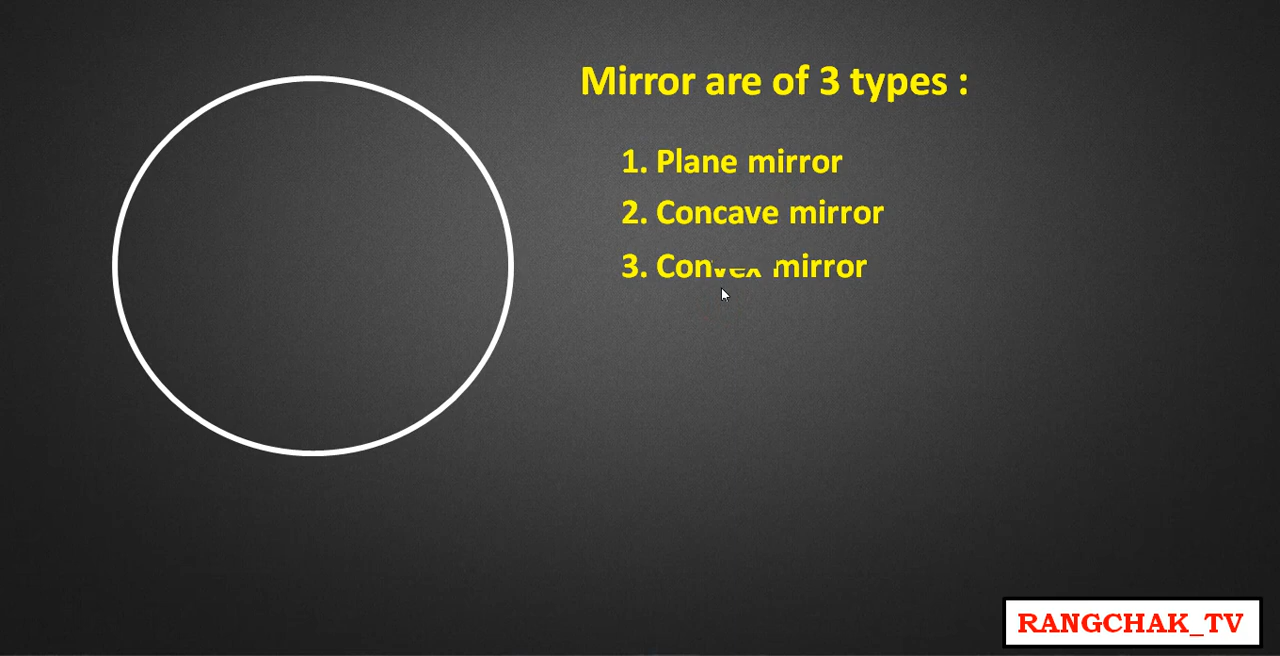 Mirror are of 3 types :
1. Plane mirror
2. Concave mirror
3. Convex mirror
RANGCHAK_TV